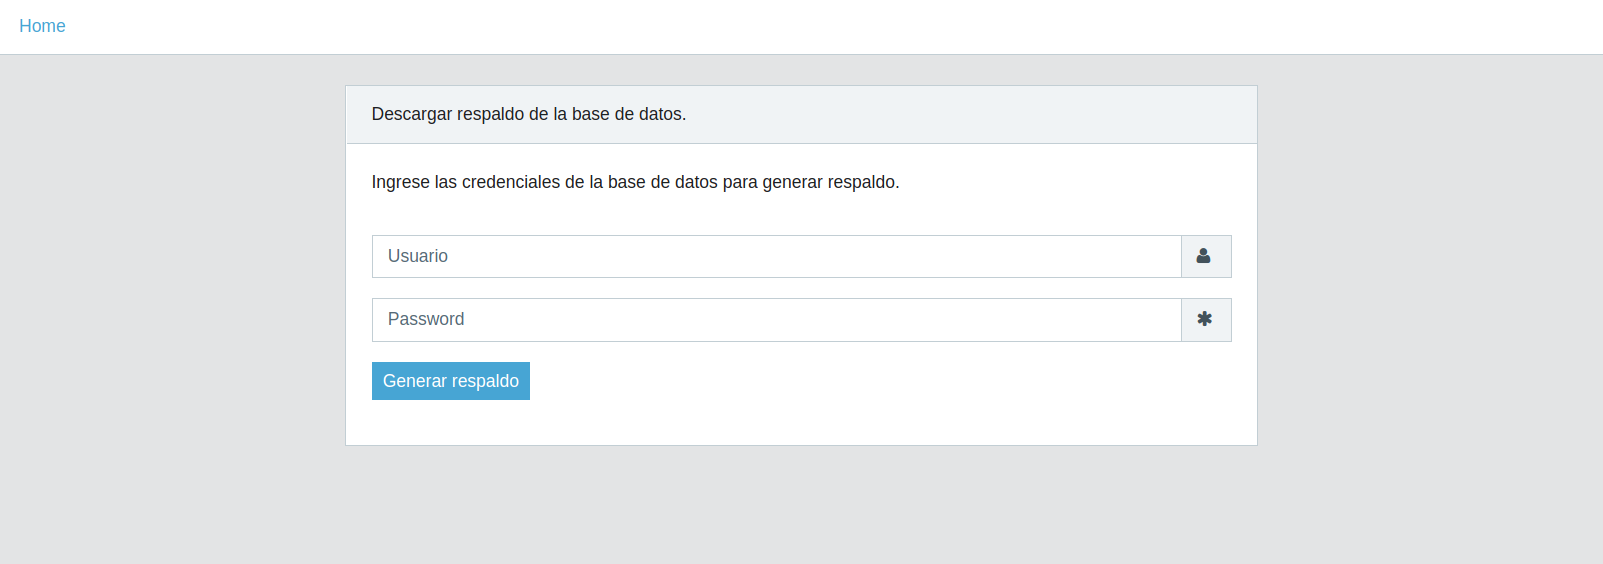 Home
Descargar respaldo de la base de datos.
Ingrese las credenciales de la base de datos para generar respaldo.
Usuario
Password
Generar respaldo